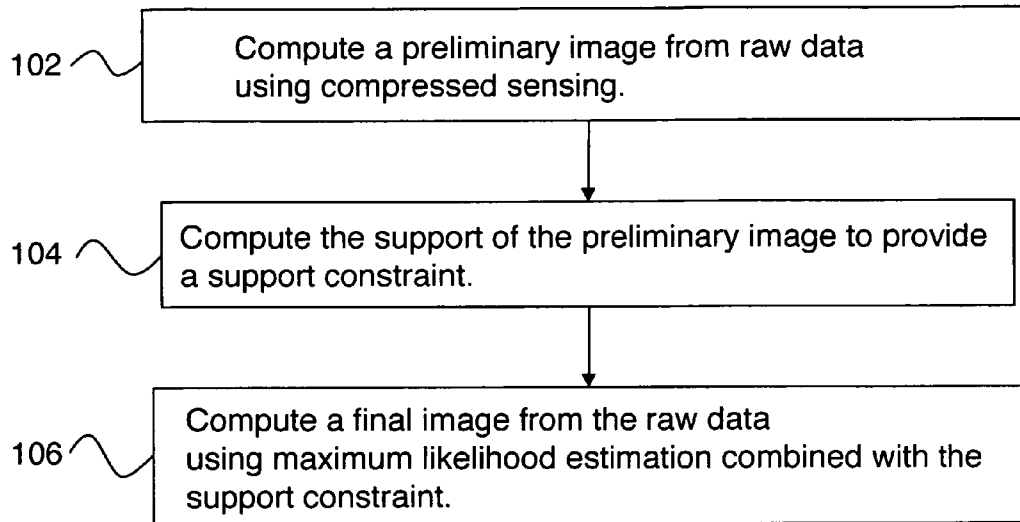 102
Compute a preliminary image from raw data
using compressed sensing.
104
Compute the support of the preliminary image to provide
a support constraint.
106
Compute a final image from the raw data
using maximum likelihood estimation combined with the
support constraint.